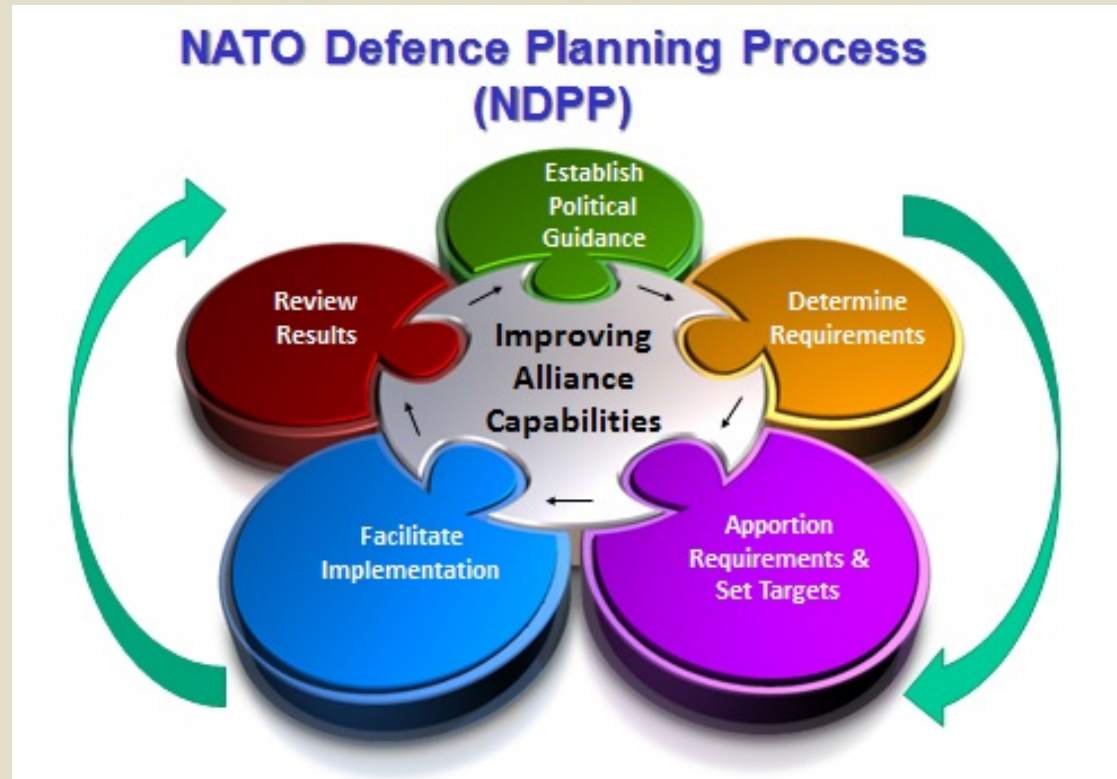 NATO Defence Planning Process
(NDPP)
Establish
Political
Guidance
Determine
Requirements
Apportion
Requirements &
Set Targets
Facilitate
Implementation
Review
Results
Improving
Alliance
Capabilities